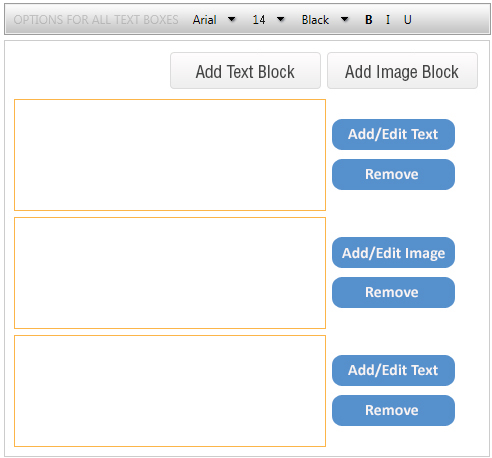 OPTIONS FOR ALL TEXT BOXES Arial 14 Black B I U
Add Text Block Add Image Block
Add/Edit Text
Remove
Add/Edit Image
Remove
Add/Edit Text
Remove